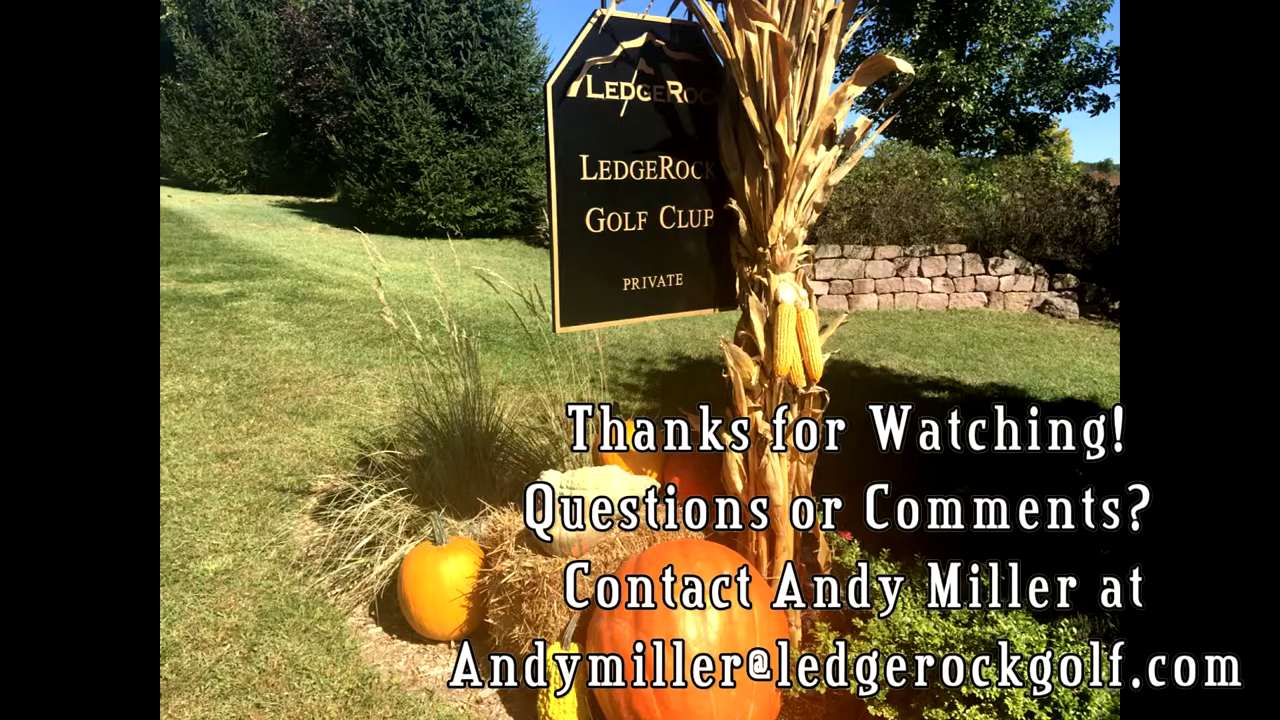 LEDGEROCK
LEDGEROCK
GOLF CLUB
PRIVATE
Thanks for Watching!
Questions or Comments?
Contact Andy Miller at
Andymiller@ledgerockgolf.com